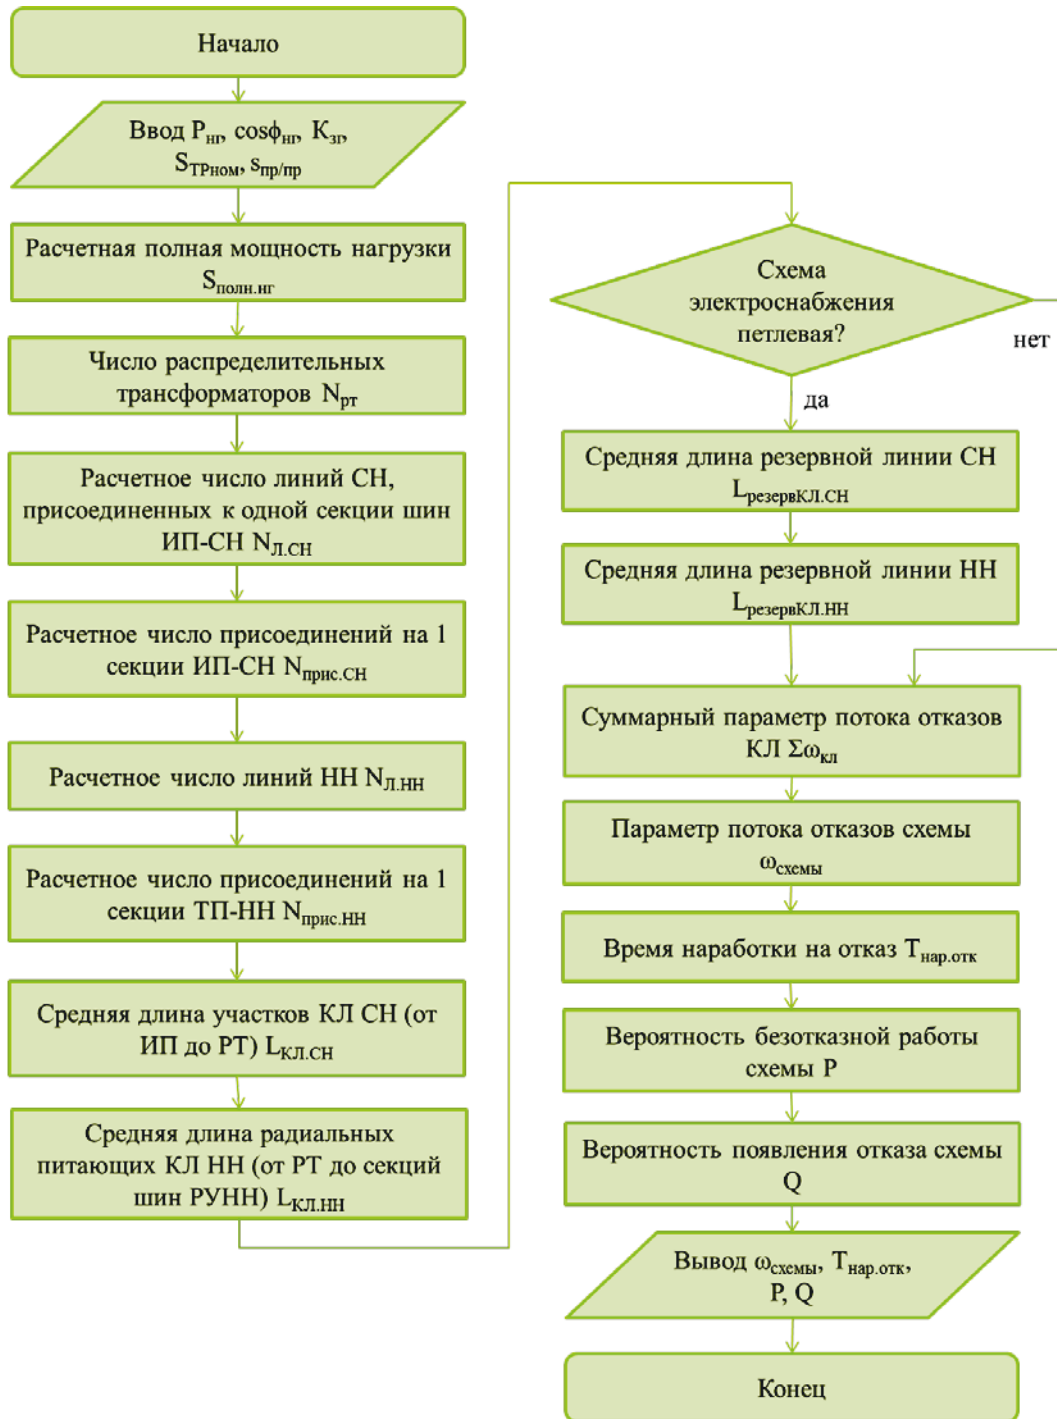 Начало
Ввод Pнг, cosϕнг, Kзг,
SТРном, sпр/пр
Расчетная полная мощность нагрузки
Sполн.нг
Число распределительных
трансформаторов Nрт
Расчетное число линий СН,
присоединенных к одной секции шин
ИП-СН NЛ.СН
Расчетное число присоединений на 1
секции ИП-СН Nприс.СН
Расчетное число линий НН NЛ.НН
Расчетное число присоединений на 1
секции ТП-НН Nприс.НН
Средняя длина участков КЛ СН (от
ИП до РТ) LКЛ.СН
Средняя длина радиальных
питающих КЛ НН (от РТ до секций
шин РУНН) LКЛ.НН
Схема
электроснабжения
петлевая?
нет
да
Средняя длина резервной линии СН
LрезервКЛ.СН
Средняя длина резервной линии НН
LрезервКЛ.НН
Суммарный параметр потока отказов
КЛ Σωкл
Параметр потока отказов схемы
ωсхемы
Время наработки на отказ Tнар.отк
Вероятность безотказной работы
схемы P
Вероятность появления отказа схемы
Q
Вывод ωсхемы, Tнар.отк,
P, Q
Конец